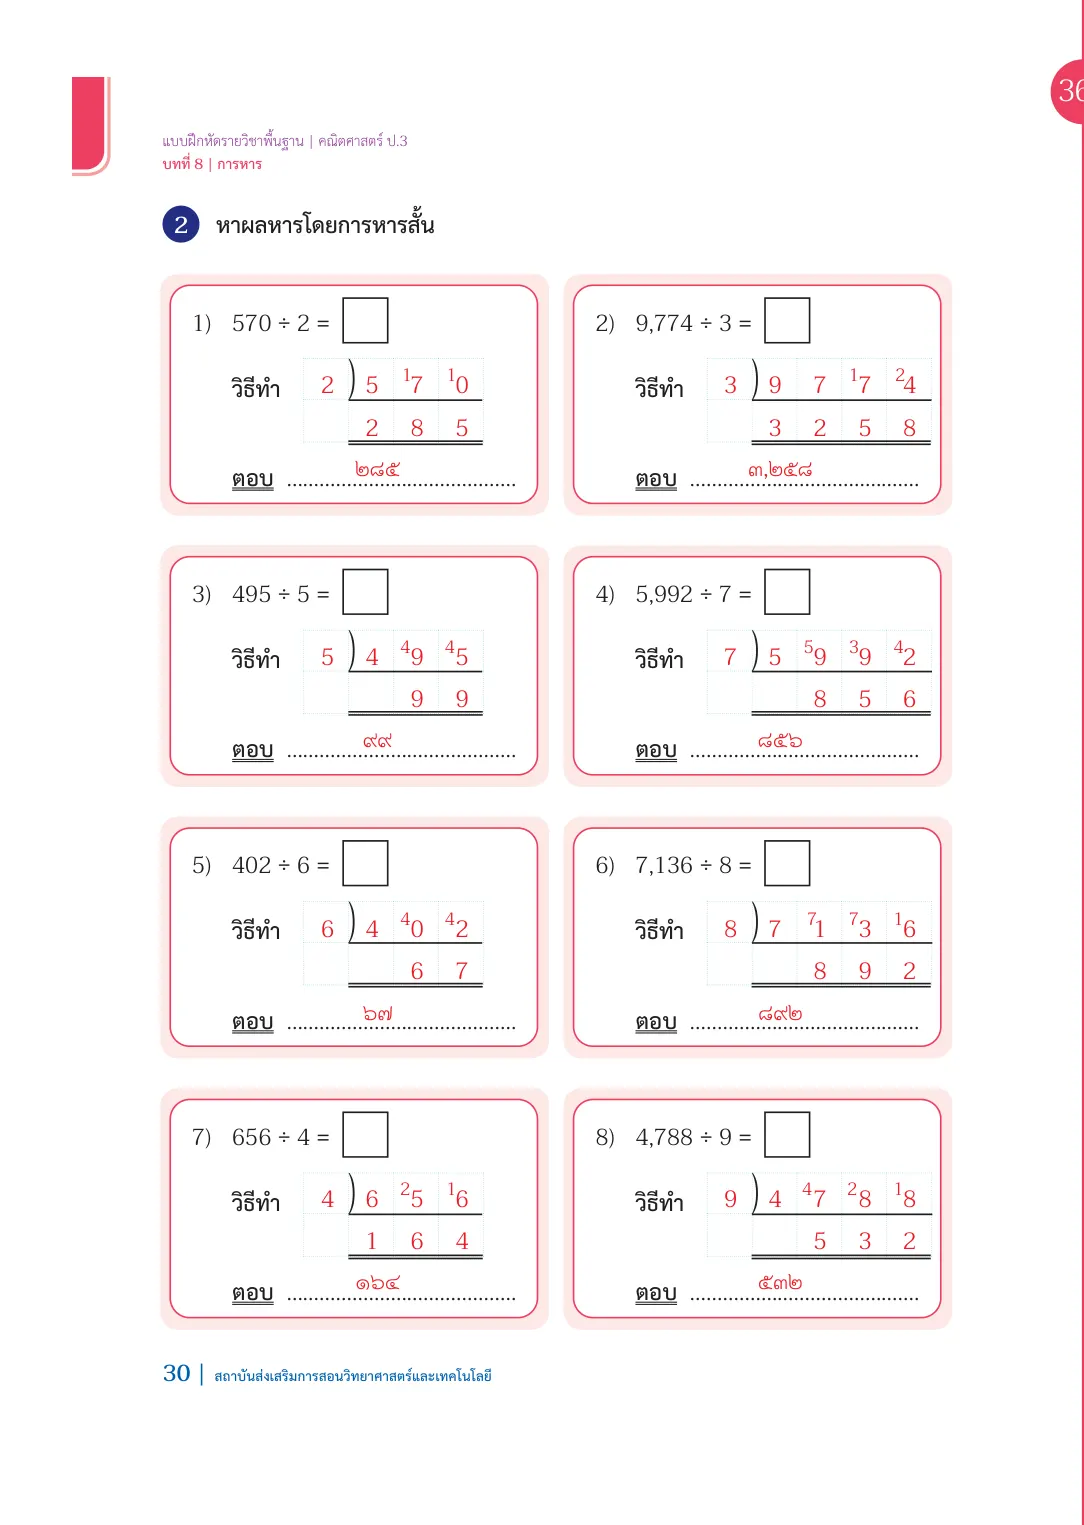 36
แบบฝึกหัดรายวิชาพื้นฐาน | คณิตศาสตร์ ป.3
บทที่ 8 | การหาร
2 หาผลหารโดยการหารสั้น
1) 570 ÷ 2 =
วิธีทำ 2 ) 5 ¹7 ¹0
2 8 5
ตอบ ๒๘๕
2) 9,774 ÷ 3 =
วิธีทำ 3 ) 9 7 ¹7 ²4
3 2 5 8
ตอบ ๓,๒๕๘
3) 495 ÷ 5 =
วิธีทำ 5 ) 4 ⁴9 ⁴5
9 9
ตอบ ๙๙
4) 5,992 ÷ 7 =
วิธีทำ 7 ) 5 ⁵9 ³9 ⁴2
8 5 6
ตอบ ๘๕๖
5) 402 ÷ 6 =
วิธีทำ 6 ) 4 ⁴0 ⁴2
6 7
ตอบ ๖๗
6) 7,136 ÷ 8 =
วิธีทำ 8 ) 7 ⁷1 ⁷3 ¹6
8 9 2
ตอบ ๘๙๒
7) 656 ÷ 4 =
วิธีทำ 4 ) 6 ²5 ¹6
1 6 4
ตอบ ๑๖๔
8) 4,788 ÷ 9 =
วิธีทำ 9 ) 4 ⁴7 ²8 ¹8
5 3 2
ตอบ ๕๓๒
30 | สถาบันส่งเสริมการสอนวิทยาศาสตร์และเทคโนโลยี